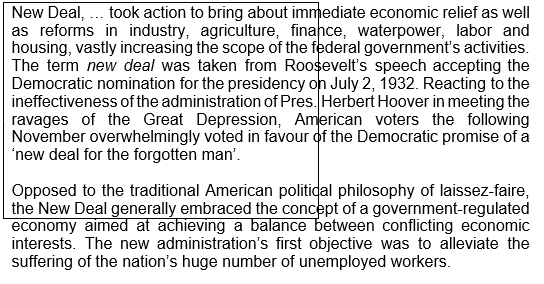 New Deal, … took action to bring about immediate economic relief as well
as reforms in industry, agriculture, finance, waterpower, labor and
housing, vastly increasing the scope of the federal government’s activities.
The term new deal was taken from Roosevelt’s speech accepting the
Democratic nomination for the presidency on July 2, 1932. Reacting to the
ineffectiveness of the administration of Pres. Herbert Hoover in meeting the
ravages of the Great Depression, American voters the following
November overwhelmingly voted in favour of the Democratic promise of a
‘new deal for the forgotten man’.
Opposed to the traditional American political philosophy of laissez-faire,
the New Deal generally embraced the concept of a government-regulated
economy aimed at achieving a balance between conflicting economic
interests. The new administration’s first objective was to alleviate the
suffering of the nation’s huge number of unemployed workers.